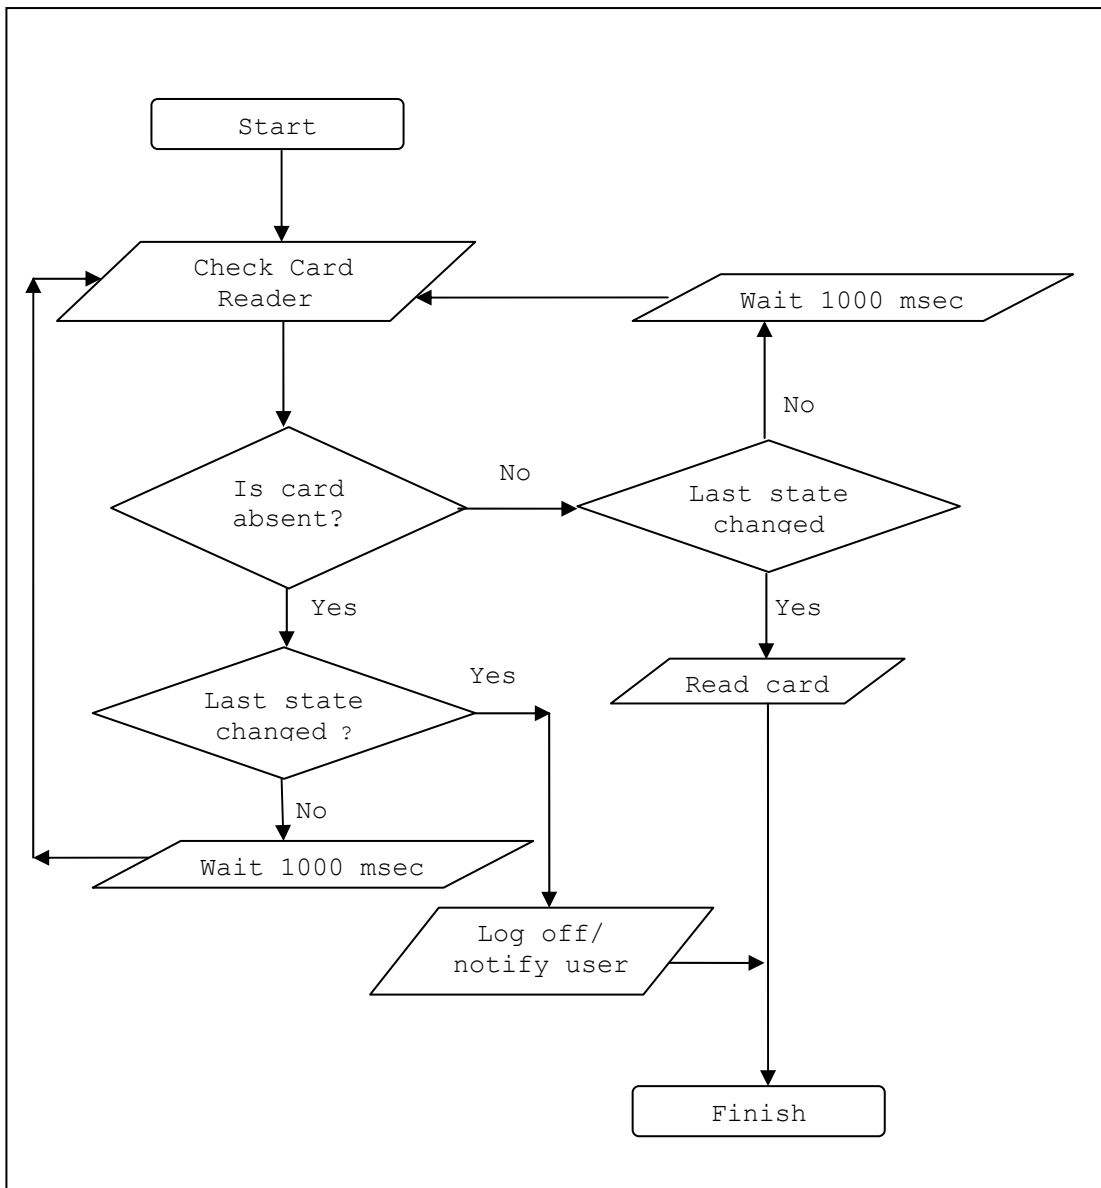 Start
Check Card
Reader
Wait 1000 msec
No
Is card
absent?
No
Last state
changed
Yes
Yes
Last state
changed ?
Yes
Read card
No
Wait 1000 msec
Log off/
notify user
Finish